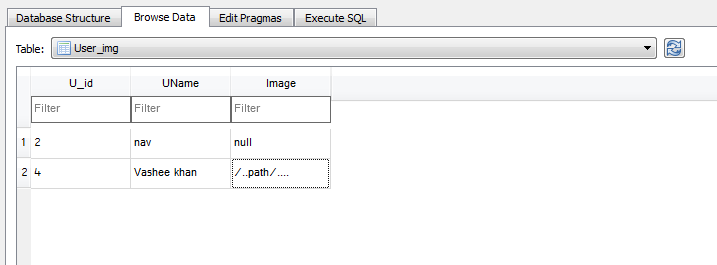 Database Structure Browse Data Edit Pragmas Execute SQL
Table: User_img
U_id UName Image
Filter Filter Filter
1 2 nav null
2 4 Vashee khan /..path/....